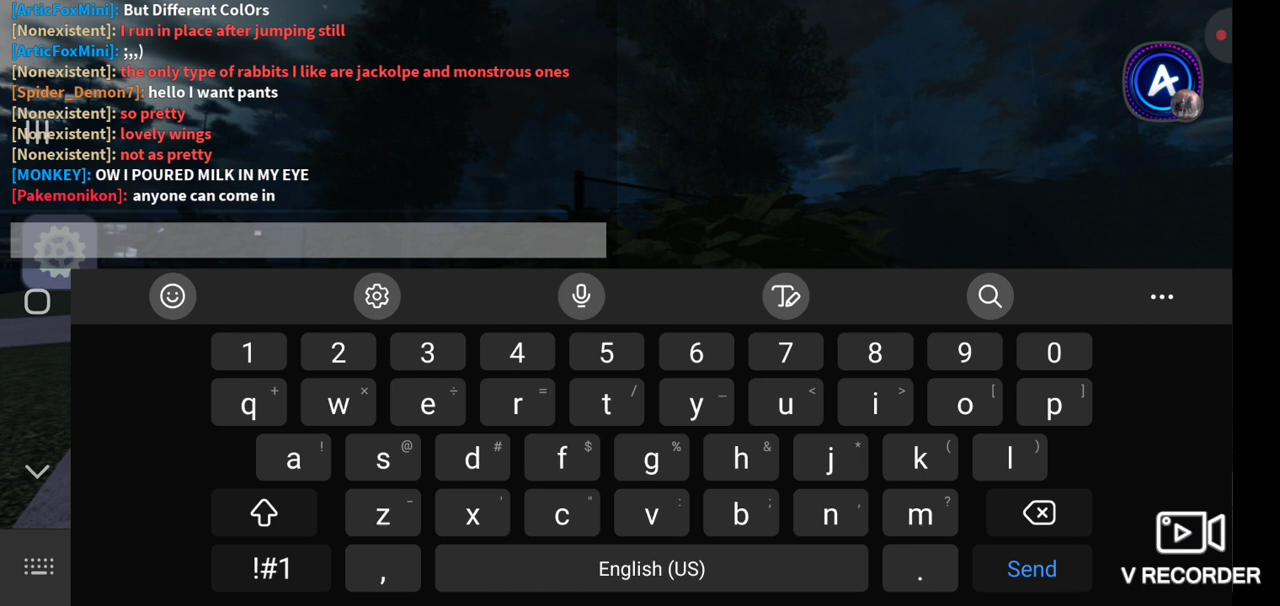 [ArticFoxMini]: But Different ColOrs
[Nonexistent]: I run in place after jumping still
[ArticFoxMini]: ;,,,)
[Nonexistent]: the only type of rabbits I like are jackolpe and monstrous ones
[Spider_Demon7]: hello I want pants
[Nonexistent]: so pretty
[Nonexistent]: lovely wings
[Nonexistent]: not as pretty
[MONKEY]: OW I POURED MILK IN MY EYE
[Pakemonikon]: anyone can come in
1 2 3 4 5 6 7 8 9 0
q + w × e ÷ r = t / y _ u < i > o [ p ]
a ! s @ d # f $ g % h & j * k ( l )
z - x ' c " v : b ; n , m ?
!#1 , English (US) . Send
V RECORDER